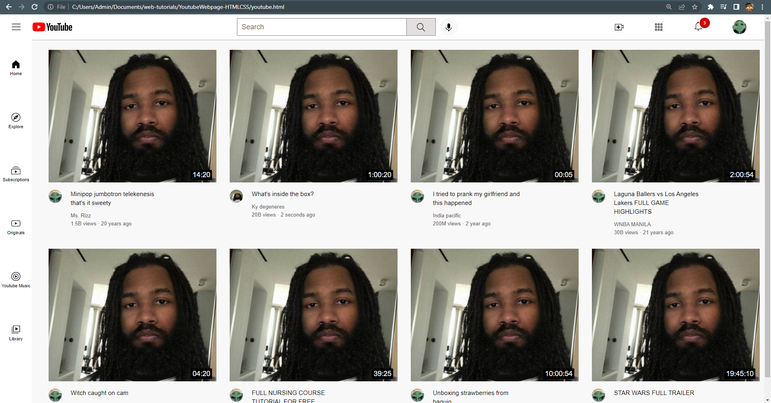 File C:/Users/Admin/Documents/web-tutorials/YoutubeWebpage-HTMLCSS/youtube.html
YouTube
Search
3
Home
Explore
Subscriptions
Originals
Youtube Music
Library
14:20
1:00:20
00:05
2:00:54
Minipop jumbotron telekenesis
that's it sweety
Ms. Rizz
1.5B views · 20 years ago
What's inside the box?
Ky degeneres
20B views · 2 seconds ago
I tried to prank my girlfriend and
this happened
India pacific
200M views · 2 year ago
Laguna Ballers vs Los Angeles
Lakers FULL GAME
HIGHLIGHTS
WNBA MANILA
30B views · 21 years ago
04:20
39:25
10:00:54
19:45:10
Witch caught on cam
FULL NURSING COURSE
TUTORIAL FOR FREE
Unboxing strawberries from
baguio
STAR WARS FULL TRAILER